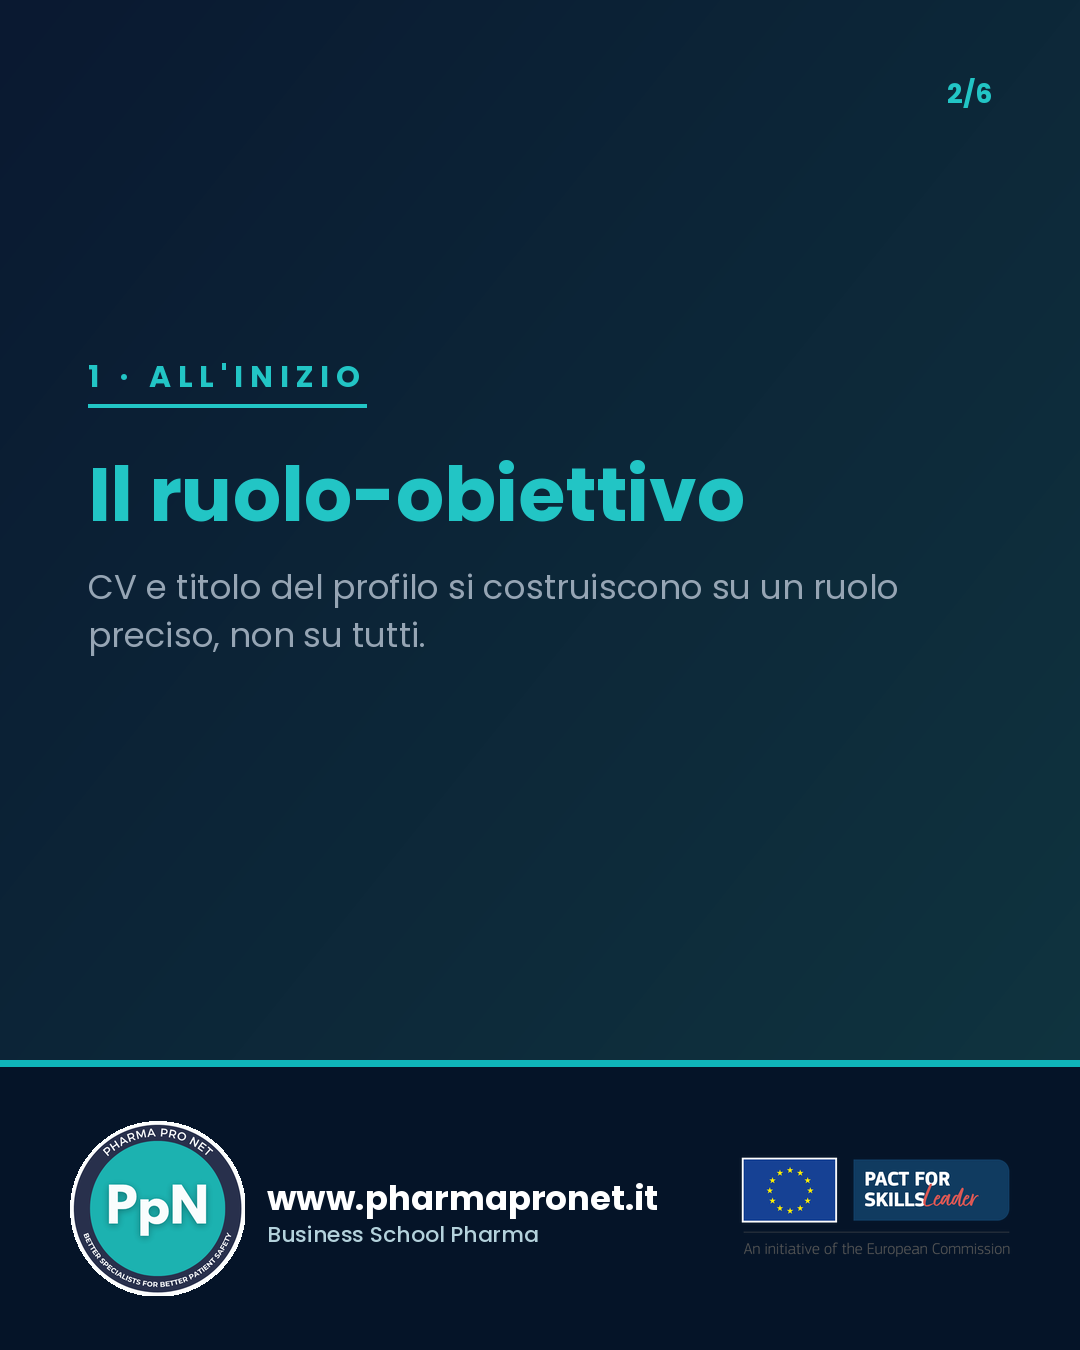 2/6
1 · ALL'INIZIO
Il ruolo-obiettivo
CV e titolo del profilo si costruiscono su un ruolo
preciso, non su tutti.
PHARMA PRO NET
PpN
BETTER SPECIALISTS FOR BETTER PATIENT SAFETY
www.pharmapronet.it
Business School Pharma
PACT FOR
SKILLS Leader
An initiative of the European Commission